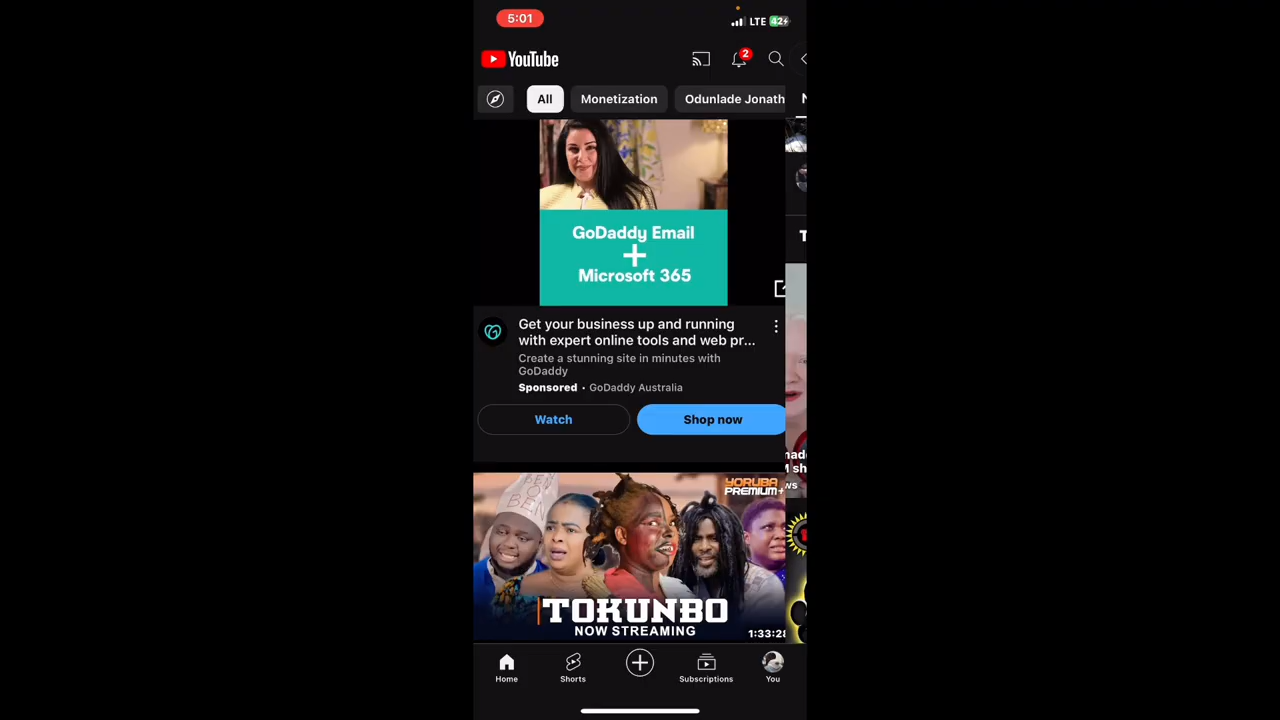 5:01
LTE 42
YouTube
2
All
Monetization
Odunlade Jonath
GoDaddy Email
+
Microsoft 365
Get your business up and running
with expert online tools and web pr...
Create a stunning site in minutes with
GoDaddy
Sponsored • GoDaddy Australia
Watch
Shop now
YORUBA
PREMIUM+
BEN
TOKUNBO
NOW STREAMING
1:33:28
Home
Shorts
Subscriptions
You